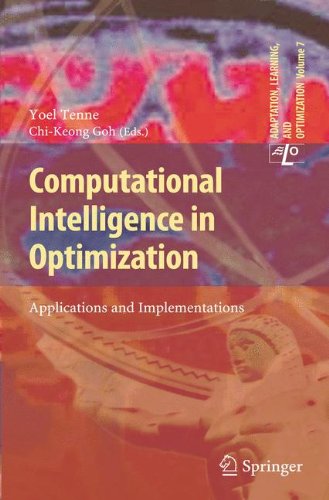 Yoel Tenne
Chi-Keong Goh (Eds.)
ADAPTATION, LEARNING,
AND
OPTIMIZATION Volume 7
Computational
Intelligence in
Optimization
Applications and Implementations
Springer